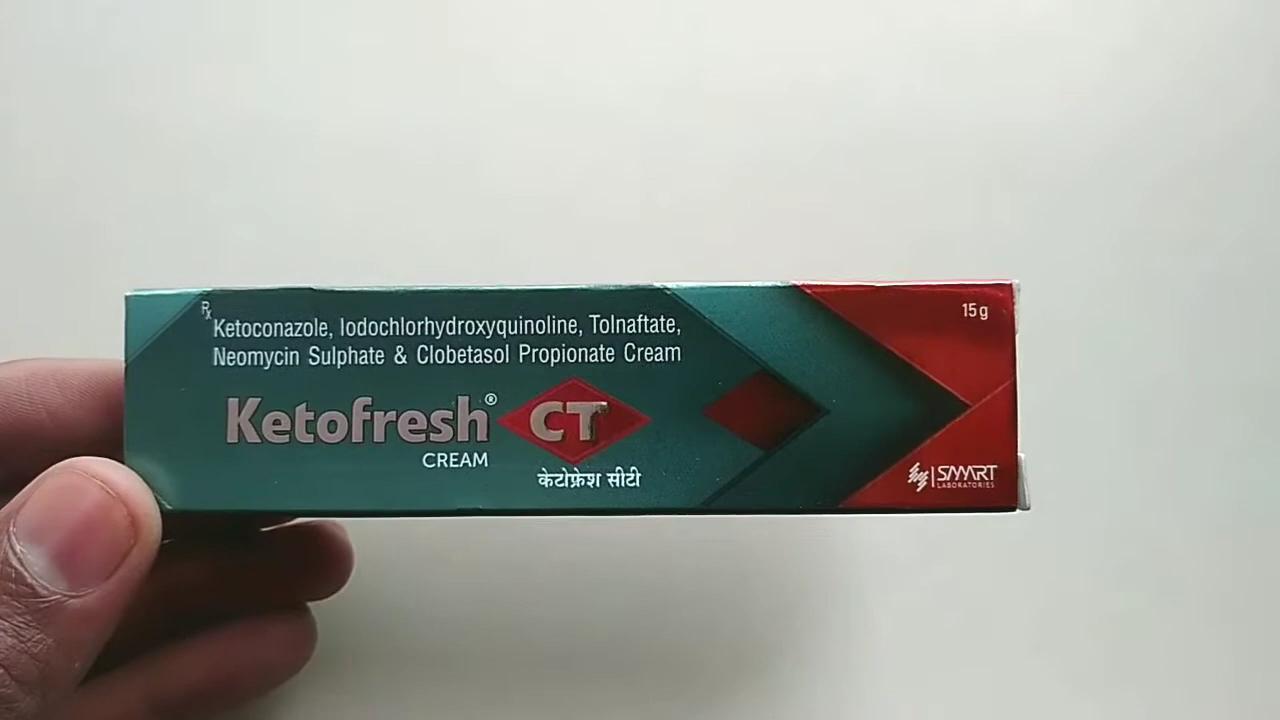 Rx
Ketoconazole, Iodochlorhydroxyquinoline, Tolnaftate,
Neomycin Sulphate & Clobetasol Propionate Cream
15g
Ketofresh® CT
CREAM
केटोफ्रेश सीटी
SMART
LABORATORIES